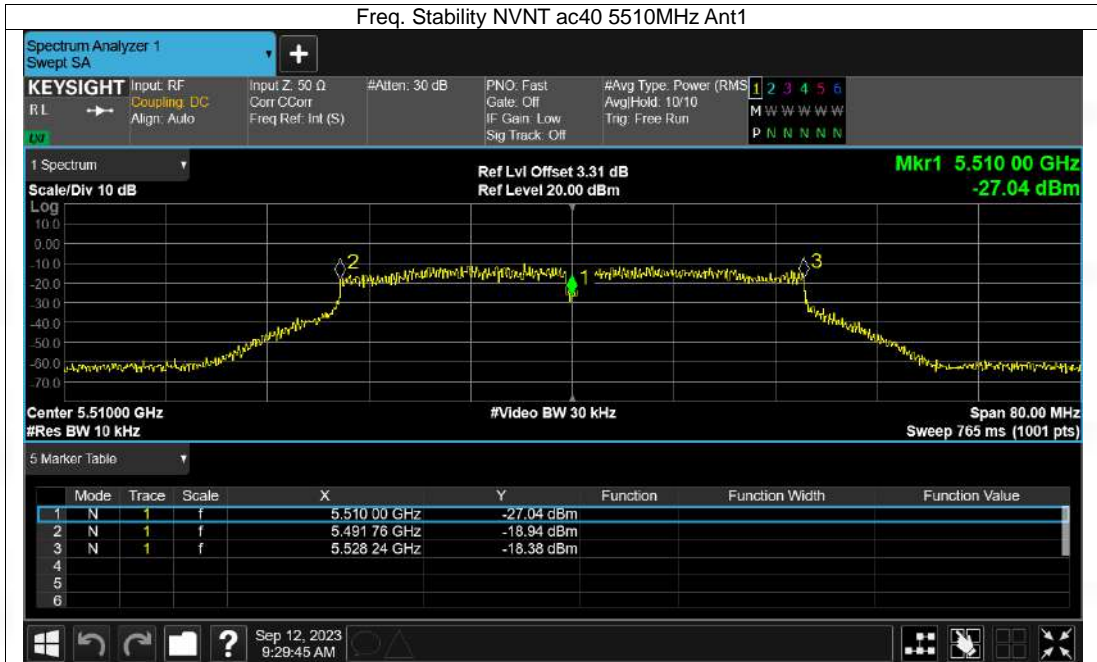 Freq. Stability NVNT ac40 5510MHz Ant1
Spectrum Analyzer 1
Swept SA
+
KEYSIGHT
RL
LXI
Input: RF
Coupling: DC
Align: Auto
Input Z: 50 Ω
Corr CCorr
Freq Ref: Int (S)
#Atten: 30 dB
PNO: Fast
Gate: Off
IF Gain: Low
Sig Track: Off
#Avg Type: Power (RMS
Avg|Hold: 10/10
Trig: Free Run
1 2 3 4 5 6
M W W W W W
P N N N N N
1 Spectrum
Scale/Div 10 dB
Ref Lvl Offset 3.31 dB
Ref Level 20.00 dBm
Mkr1 5.510 00 GHz
-27.04 dBm
Log
10.0
0.00
-10.0
-20.0
-30.0
-40.0
-50.0
-60.0
-70.0
2
1
3
Center 5.51000 GHz
#Res BW 10 kHz
#Video BW 30 kHz
Span 80.00 MHz
Sweep 765 ms (1001 pts)
5 Marker Table
Mode Trace Scale X Y Function Function Width Function Value
1 N 1 f 5.510 00 GHz -27.04 dBm
2 N 1 f 5.491 76 GHz -18.94 dBm
3 N 1 f 5.528 24 GHz -18.38 dBm
4
5
6
?
Sep 12, 2023
9:29:45 AM